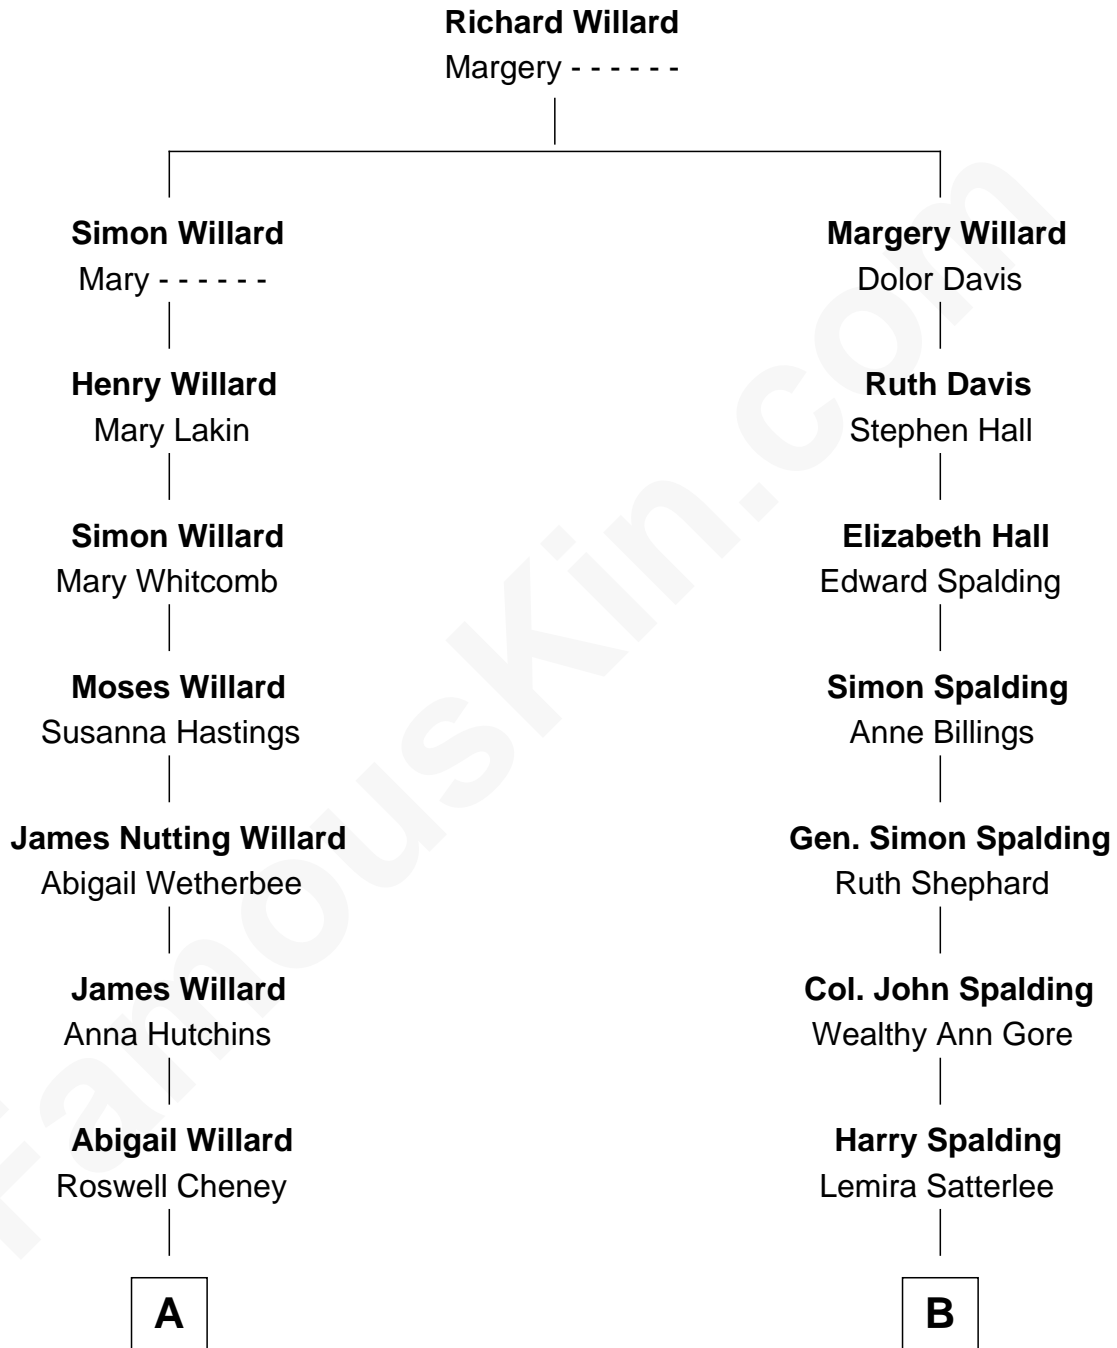 Richard Willard
Margery - - - - - -
Simon Willard
Mary - - - - - -
Margery Willard
Dolor Davis
Henry Willard
Mary Lakin
Ruth Davis
Stephen Hall
Simon Willard
Mary Whitcomb
Elizabeth Hall
Edward Spalding
Moses Willard
Susanna Hastings
Simon Spalding
Anne Billings
James Nutting Willard
Abigail Wetherbee
Gen. Simon Spalding
Ruth Shephard
James Willard
Anna Hutchins
Col. John Spalding
Wealthy Ann Gore
Abigail Willard
Roswell Cheney
Harry Spalding
Lemira Satterlee
A
B
FamousKin.com